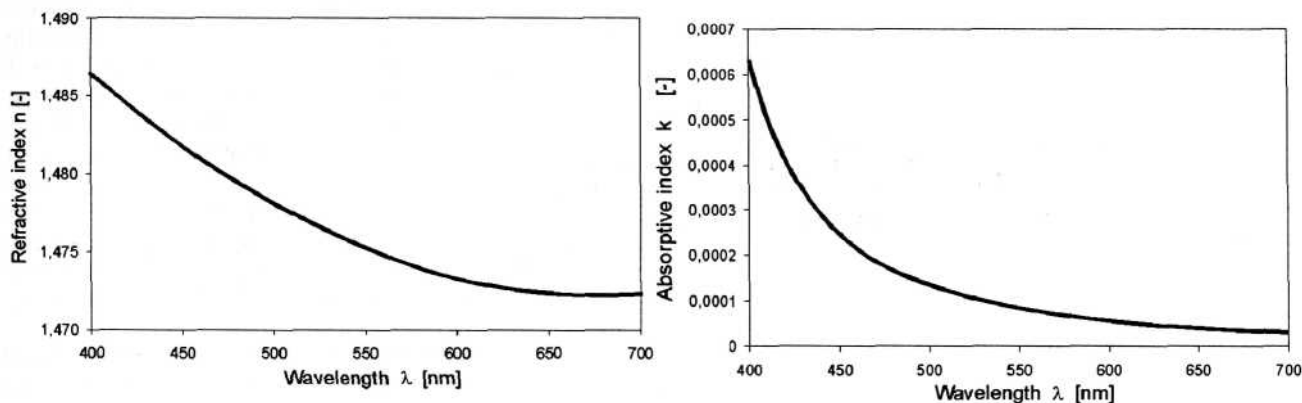 1,490
1,485
1,480
1,475
1,470
Refractive index n [-]
400 450 500 550 600 650 700
Wavelength λ [nm]
0,0007
0,0006
0,0005
0,0004
0,0003
0,0002
0,0001
0
Absorptive index k [-]
400 450 500 550 600 650 700
Wavelength λ [nm]